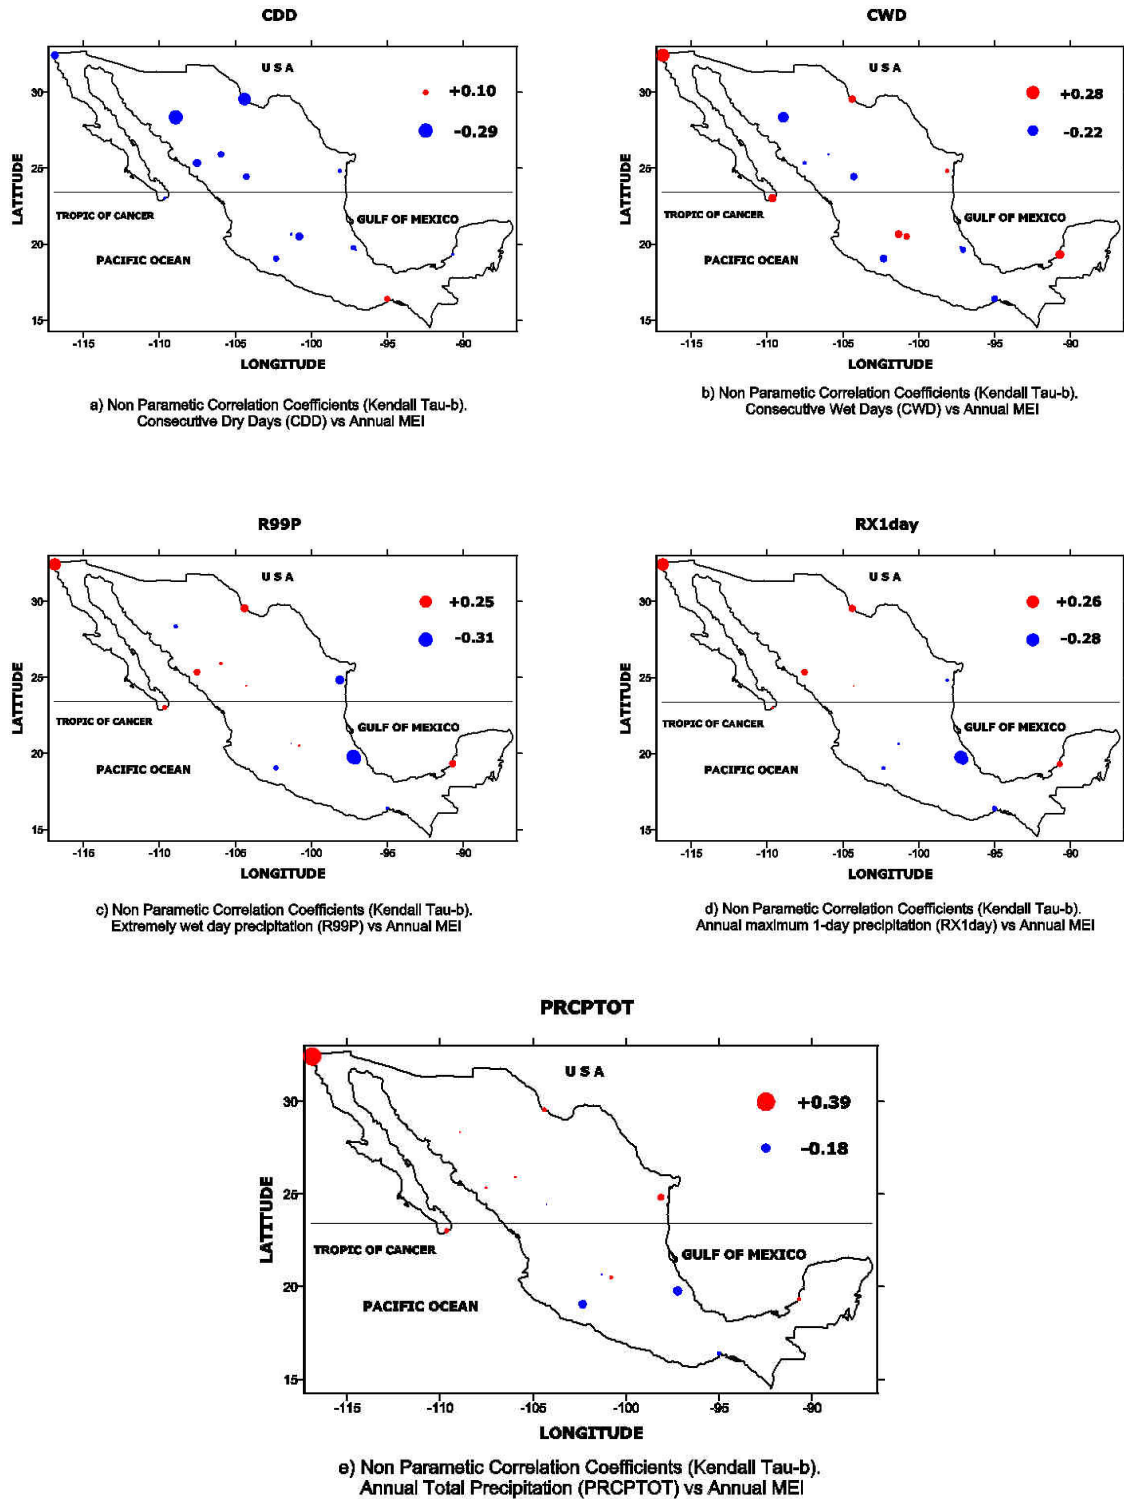 CDD
USA
30
25
20
15
LATITUDE
+0.10
-0.29
TROPIC OF CANCER
GULF OF MEXICO
PACIFIC OCEAN
-115 -110 -105 -100 -95 -90
LONGITUDE
a) Non Parametic Correlation Coefficients (Kendall Tau-b).
Consecutive Dry Days (CDD) vs Annual MEI
CWD
USA
30
25
20
15
LATITUDE
+0.28
-0.22
TROPIC OF CANCER
GULF OF MEXICO
PACIFIC OCEAN
-115 -110 -105 -100 -95 -90
LONGITUDE
b) Non Parametic Correlation Coefficients (Kendall Tau-b).
Consecutive Wet Days (CWD) vs Annual MEI
R99P
USA
30
25
20
15
LATITUDE
+0.25
-0.31
TROPIC OF CANCER
GULF OF MEXICO
PACIFIC OCEAN
-115 -110 -105 -100 -95 -90
LONGITUDE
c) Non Parametic Correlation Coefficients (Kendall Tau-b).
Extremely wet day precipitation (R99P) vs Annual MEI
RX1day
USA
30
25
20
15
LATITUDE
+0.26
-0.28
TROPIC OF CANCER
GULF OF MEXICO
PACIFIC OCEAN
-115 -110 -105 -100 -95 -90
LONGITUDE
d) Non Parametic Correlation Coefficients (Kendall Tau-b).
Annual maximum 1-day precipitation (RX1day) vs Annual MEI
PRCPTOT
USA
30
25
20
15
LATITUDE
+0.39
-0.18
TROPIC OF CANCER
GULF OF MEXICO
PACIFIC OCEAN
-115 -110 -105 -100 -95 -90
LONGITUDE
e) Non Parametic Correlation Coefficients (Kendall Tau-b).
Annual Total Precipitation (PRCPTOT) vs Annual MEI